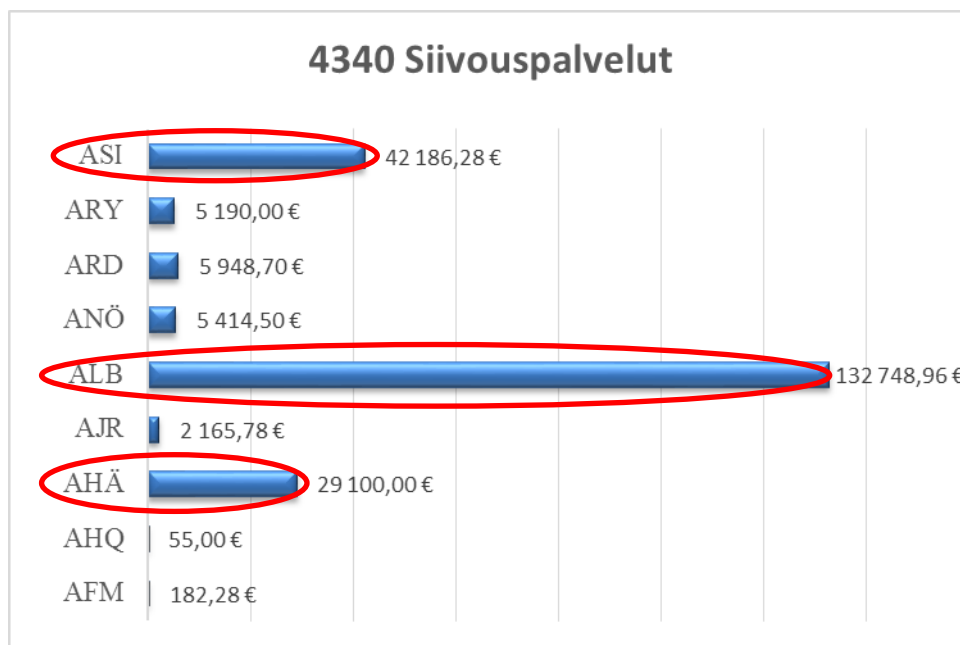 4340 Siivouspalvelut
ASI 42 186,28 €
ARY 5 190,00 €
ARD 5 948,70 €
ANÖ 5 414,50 €
ALB 132 748,96 €
AJR 2 165,78 €
AHÄ 29 100,00 €
AHQ 55,00 €
AFM 182,28 €